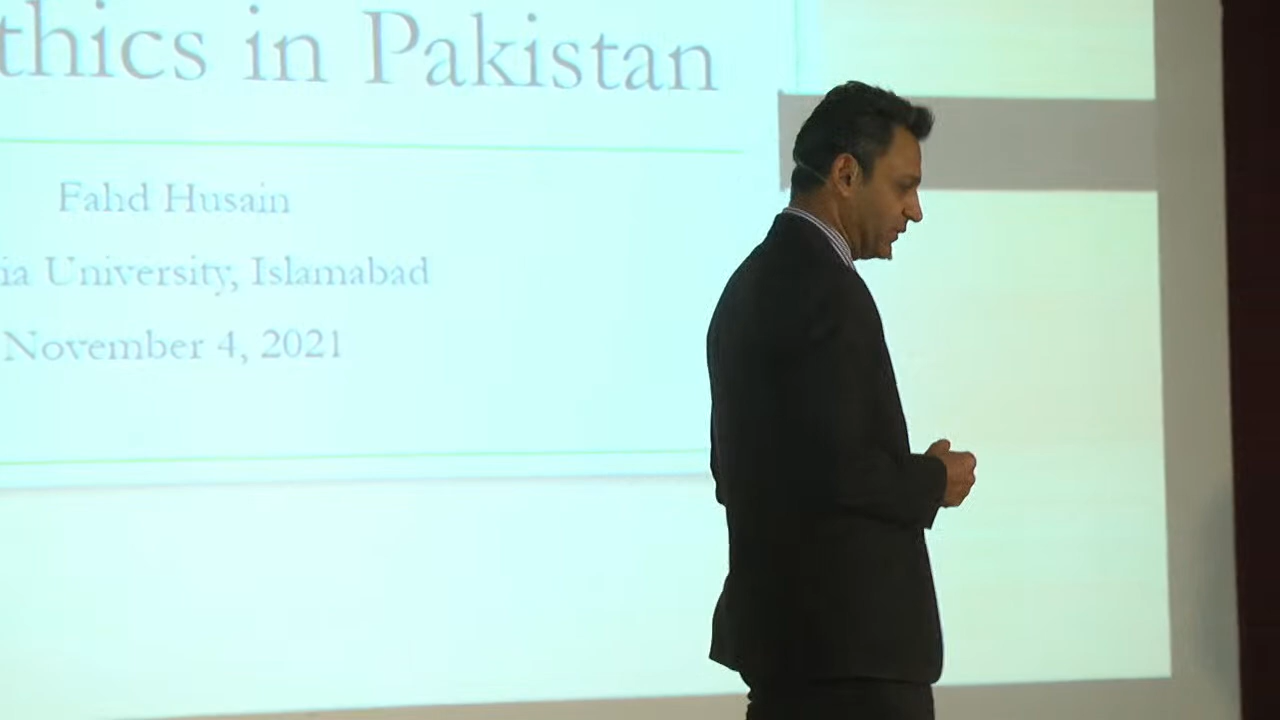 thics in Pakistan
Fahd Husain
ia University, Islamabad
November 4, 2021